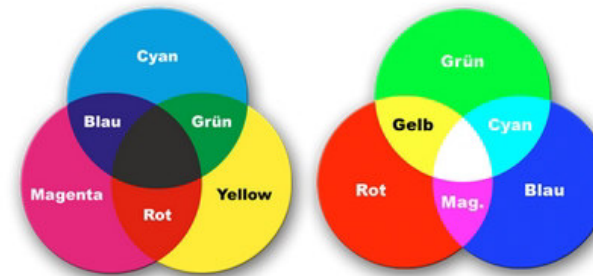 Cyan
Blau
Grün
Magenta
Yellow
Rot
Grün
Gelb
Cyan
Rot
Mag.
Blau